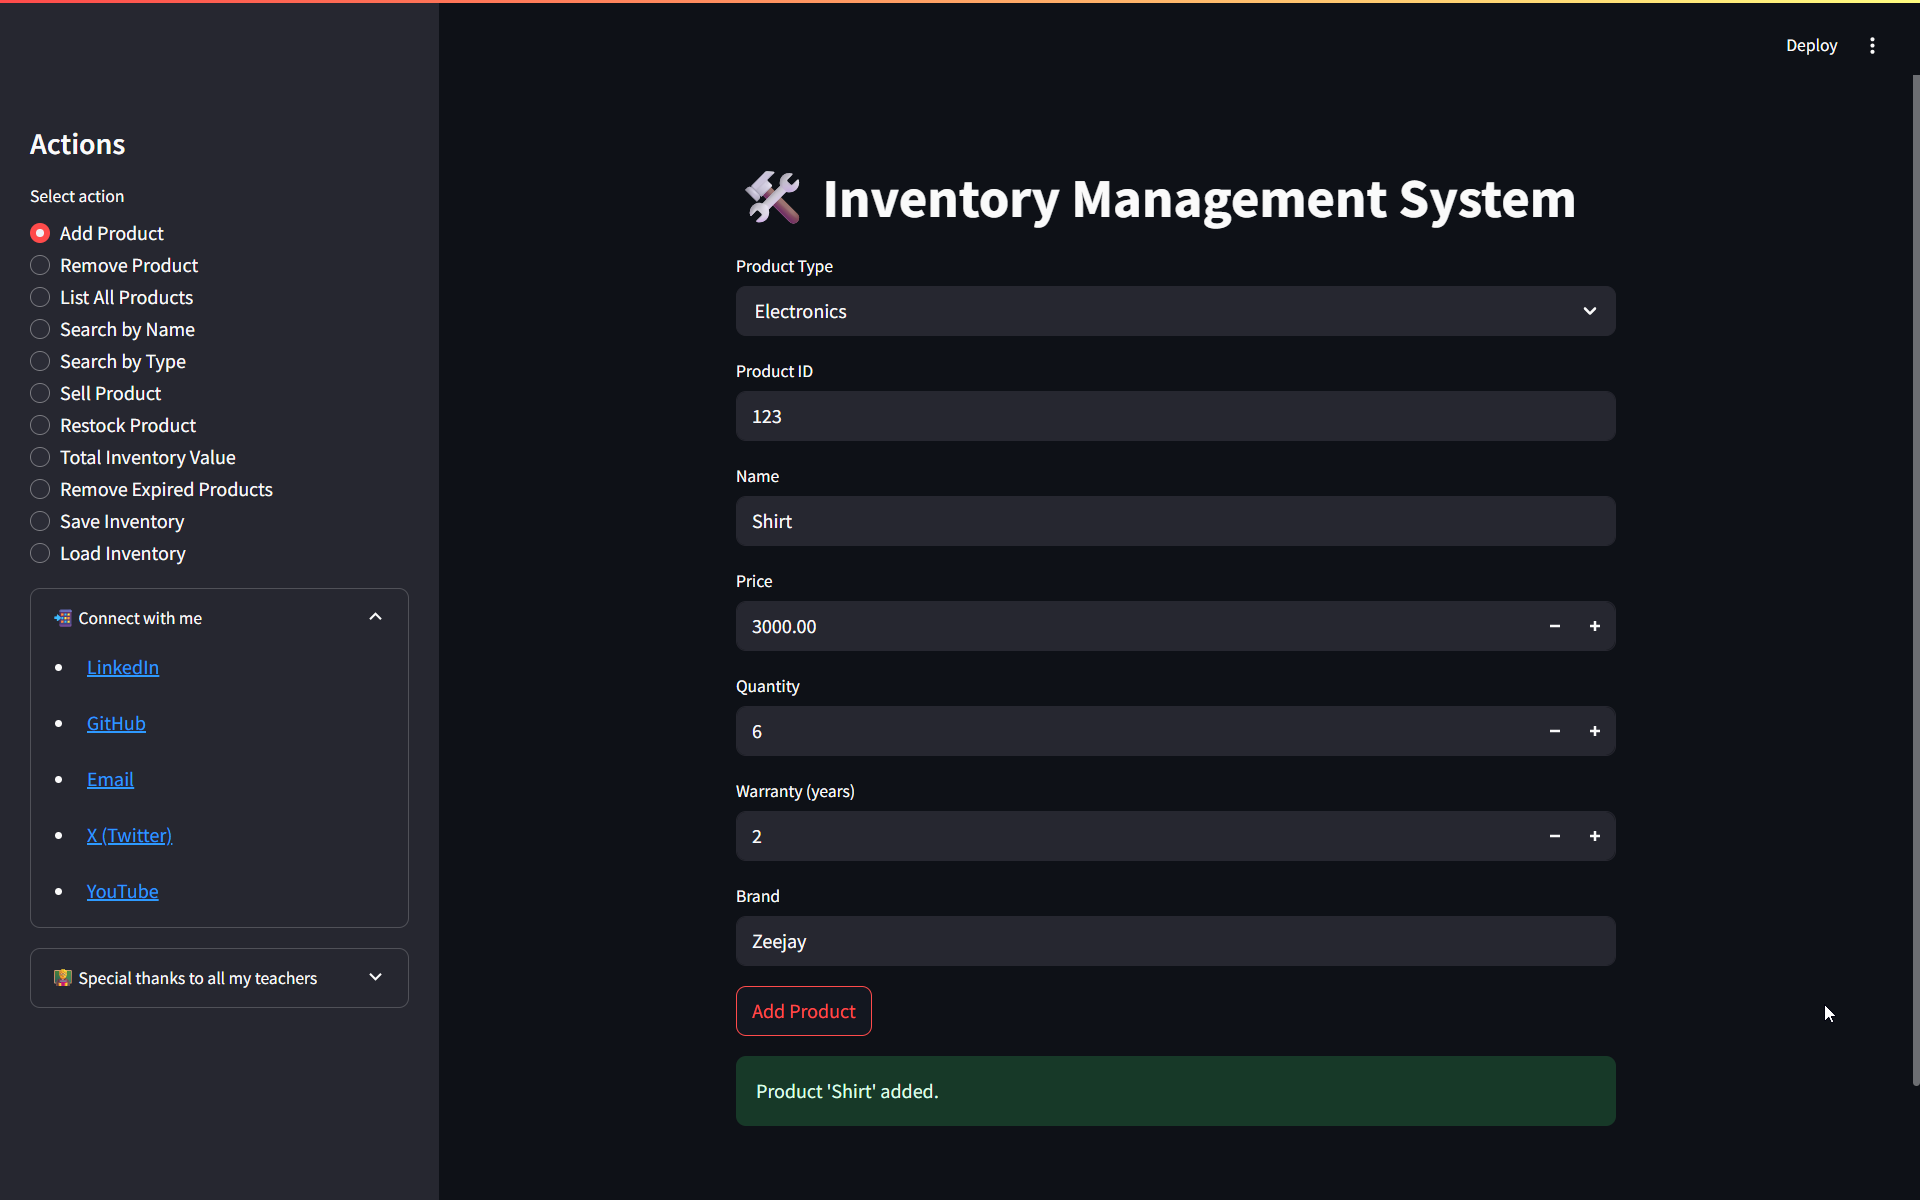 Deploy
Actions
Select action
Add Product
Remove Product
List All Products
Search by Name
Search by Type
Sell Product
Restock Product
Total Inventory Value
Remove Expired Products
Save Inventory
Load Inventory
Connect with me
LinkedIn
GitHub
Email
X (Twitter)
YouTube
Special thanks to all my teachers
Inventory Management System
Product Type
Electronics
Product ID
123
Name
Shirt
Price
3000.00
Quantity
6
Warranty (years)
2
Brand
Zeejay
Add Product
Product 'Shirt' added.